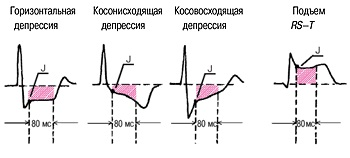 Горизонтальная
депрессия
Косонисходящая
депрессия
Косовосходящая
депрессия
Подъем
RS–T
J
J
J
J
80 мс
80 мс
80 мс
80 мс